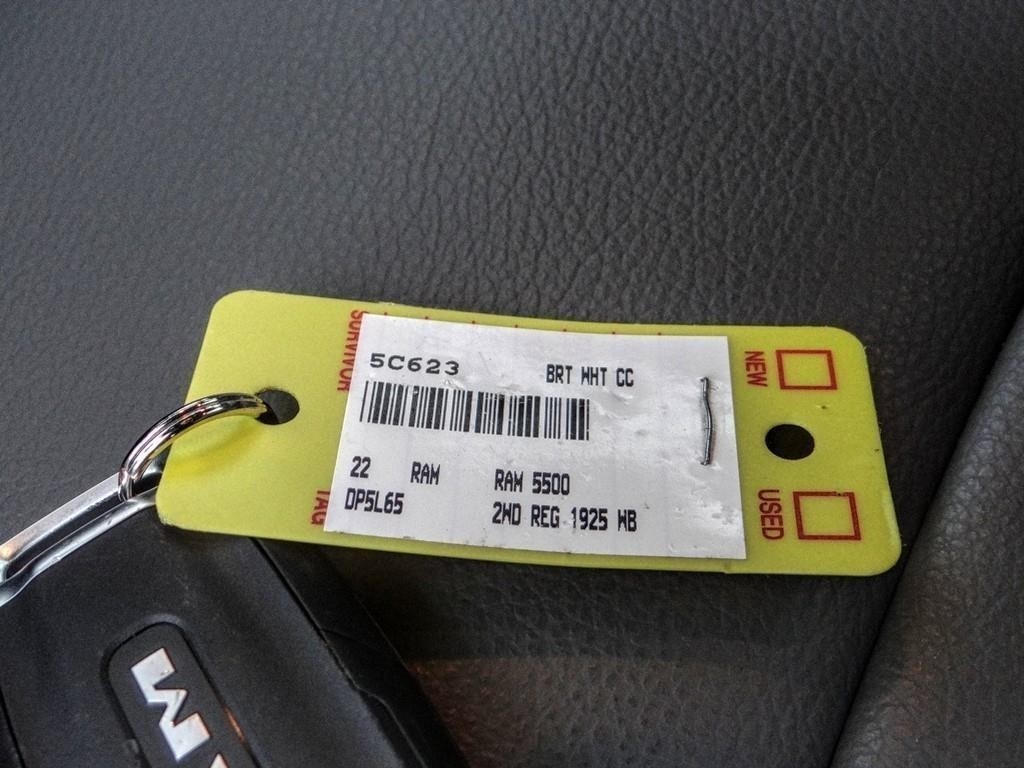 SURVIVOR
TAG
5C623 BRT WHT CC
22 RAM RAM 5500
DP5L65 2WD REG 1925 WB
NEW
USED